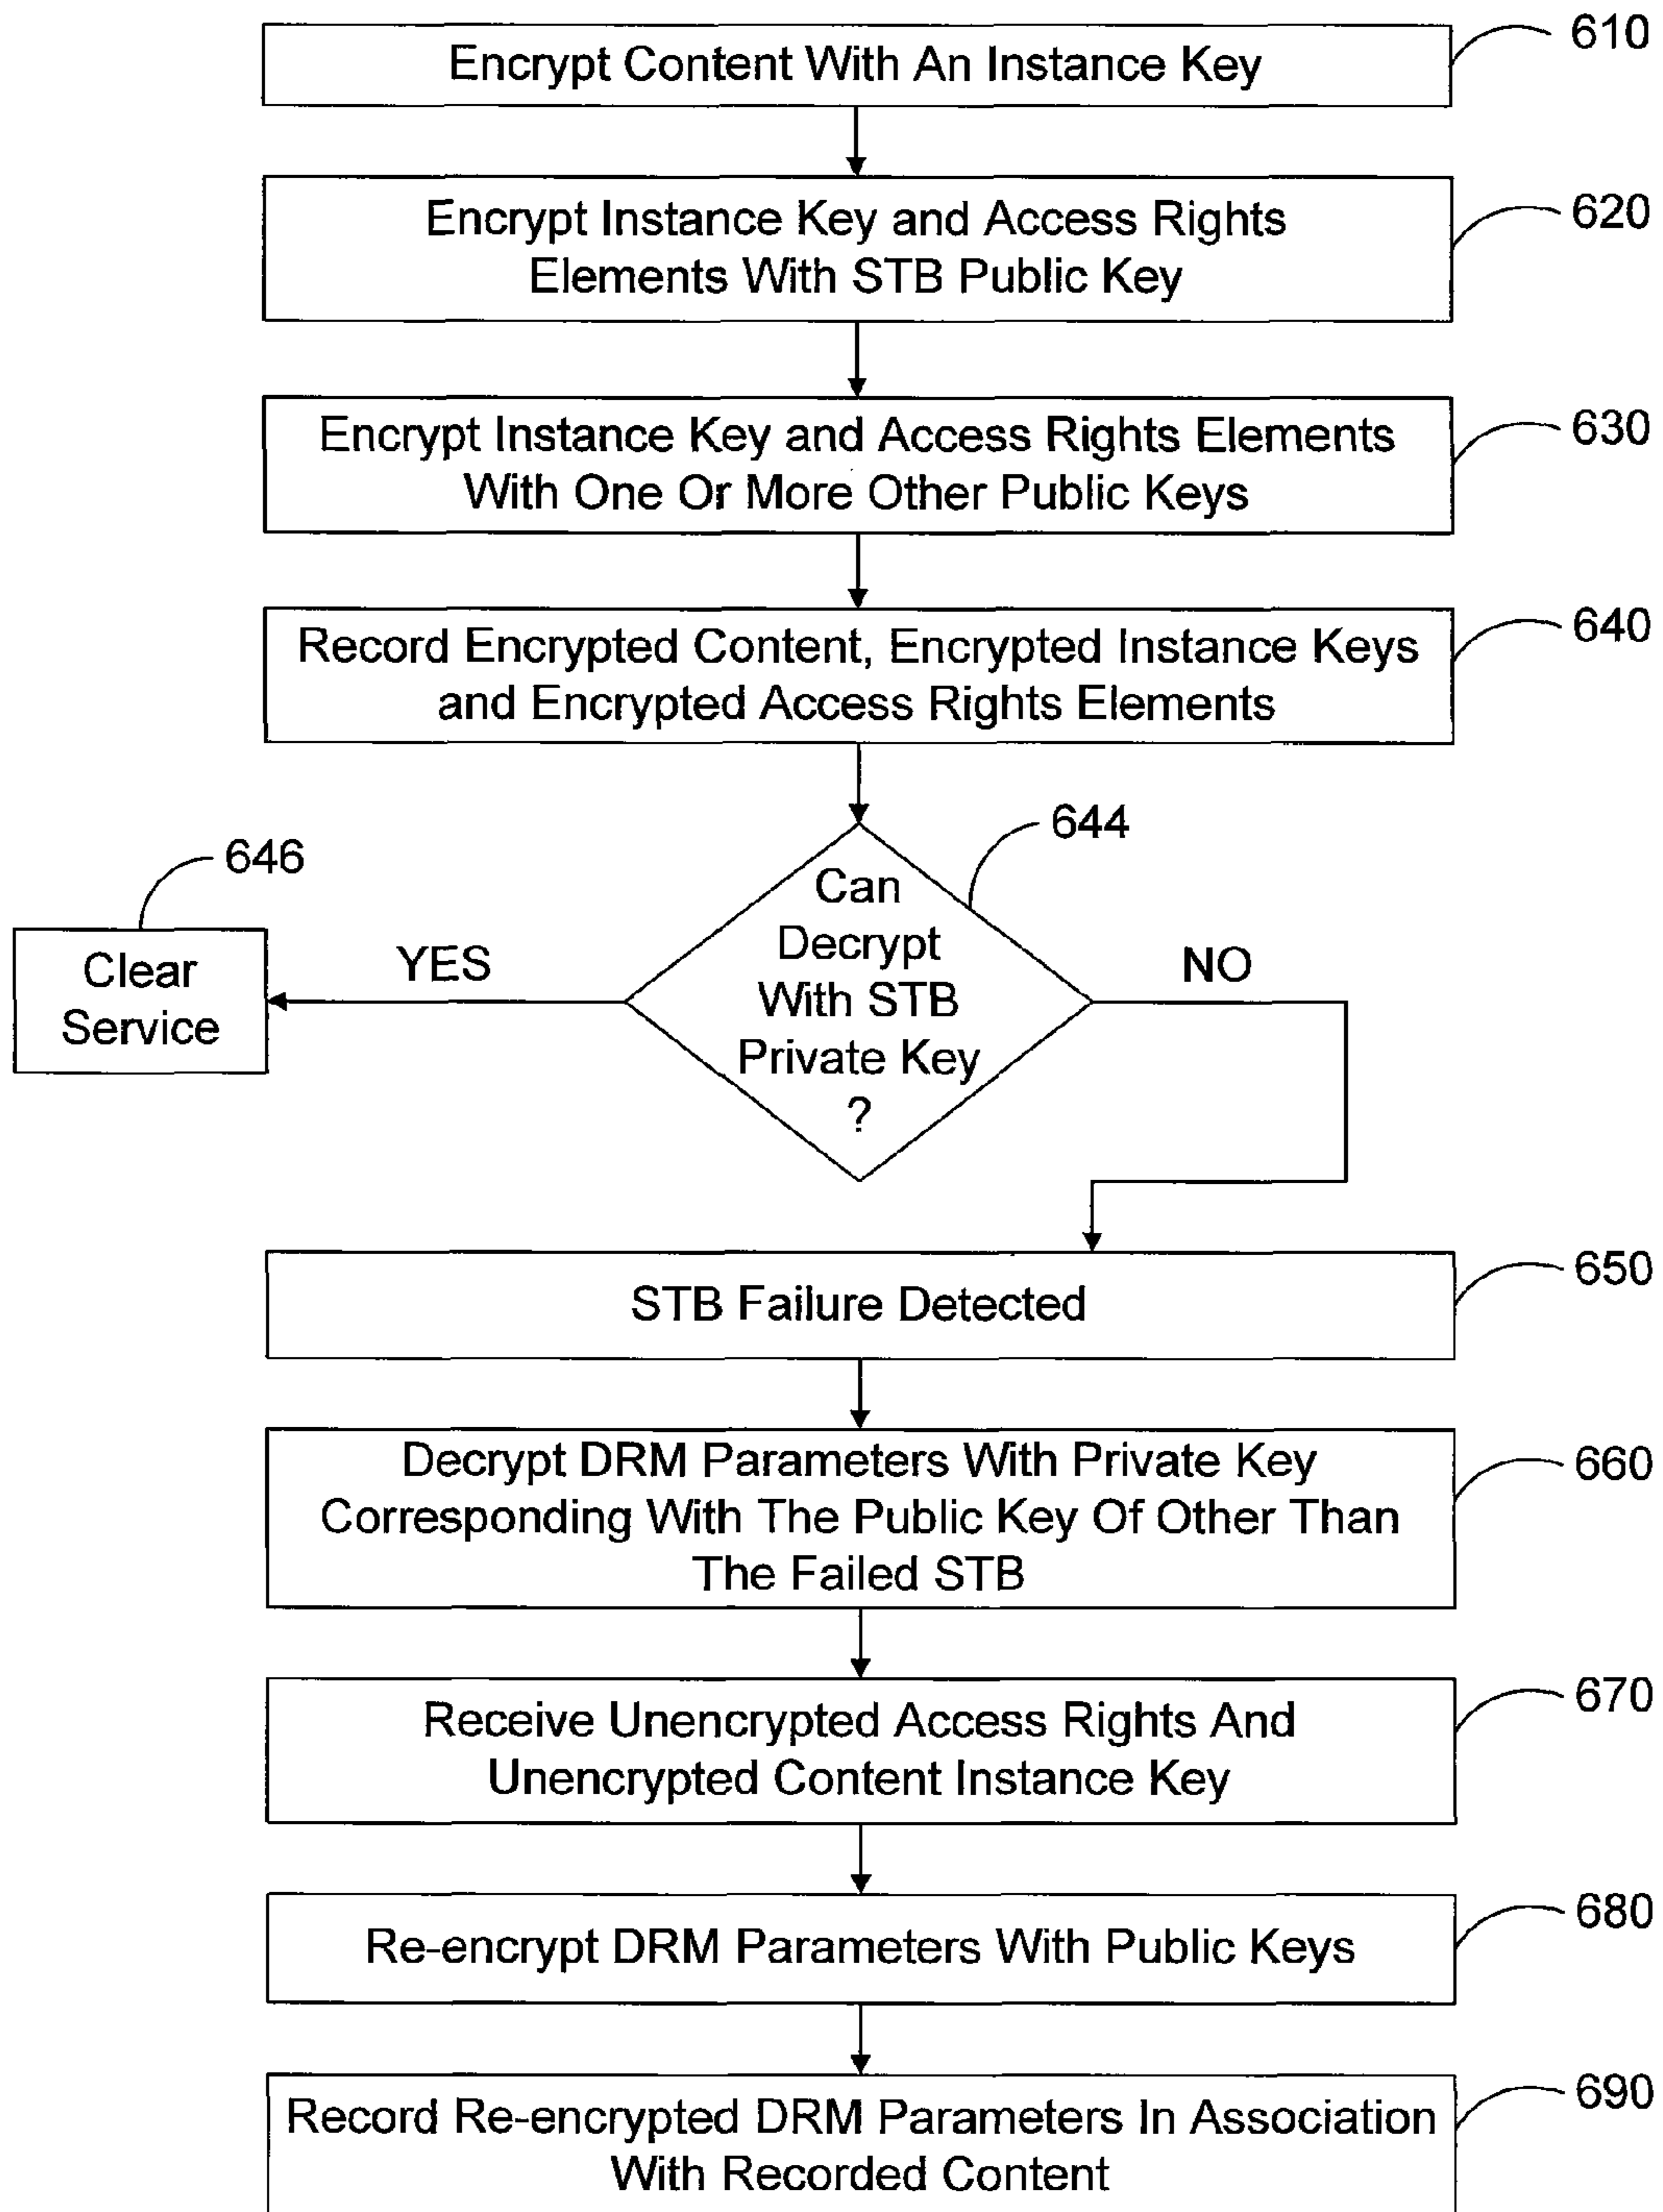 Encrypt Content With An Instance Key
610
Encrypt Instance Key and Access Rights
Elements With STB Public Key
620
Encrypt Instance Key and Access Rights Elements
With One Or More Other Public Keys
630
Record Encrypted Content, Encrypted Instance Keys
and Encrypted Access Rights Elements
640
644
646
Can
Decrypt
With STB
Private Key
?
YES
NO
Clear
Service
STB Failure Detected
650
Decrypt DRM Parameters With Private Key
Corresponding With The Public Key Of Other Than
The Failed STB
660
Receive Unencrypted Access Rights And
Unencrypted Content Instance Key
670
Re-encrypt DRM Parameters With Public Keys
680
Record Re-encrypted DRM Parameters In Association
With Recorded Content
690